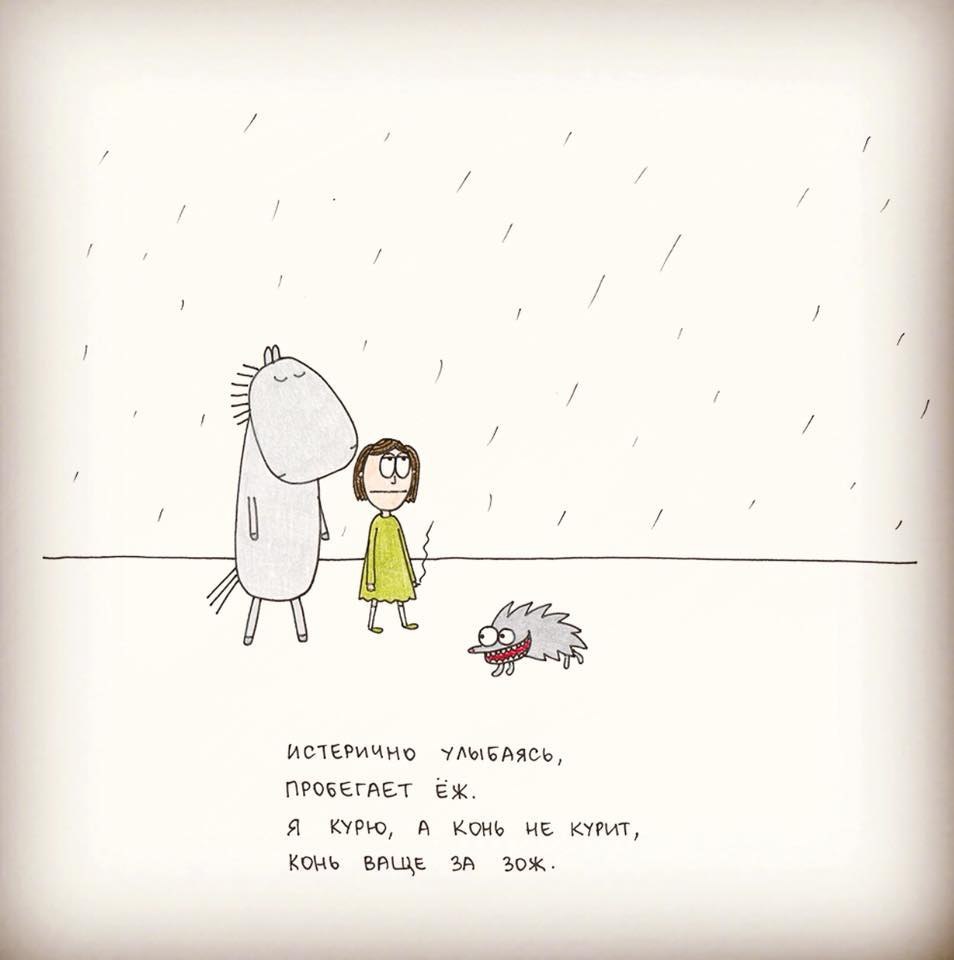 ИСТЕРИЧНО УЛЫБАЯСЬ,
ПРОБЕГАЕТ ЁЖ.
Я КУРЮ, А КОНЬ НЕ КУРИТ,
КОНЬ ВАЩЕ ЗА ЗОЖ.